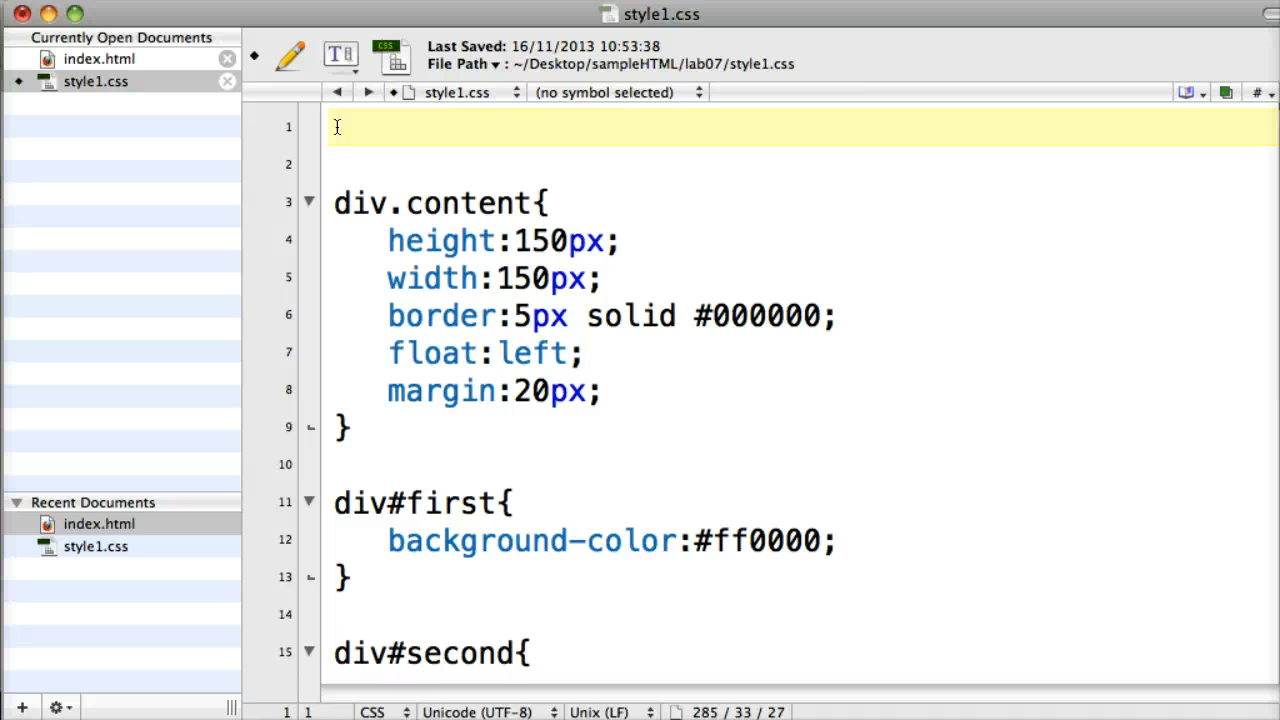 style1.css
Currently Open Documents
index.html
style1.css
CSS
Last Saved: 16/11/2013 10:53:38
File Path : ~/Desktop/sampleHTML/lab07/style1.css
style1.css
(no symbol selected)
#
1
2
3 div.content{
4 height:150px;
5 width:150px;
6 border:5px solid #000000;
7 float:left;
8 margin:20px;
9 }
10
11 div#first{
12 background-color:#ff0000;
13 }
14
15 div#second{
Recent Documents
index.html
style1.css
1 1 CSS Unicode (UTF-8) Unix (LF) 285 / 33 / 27